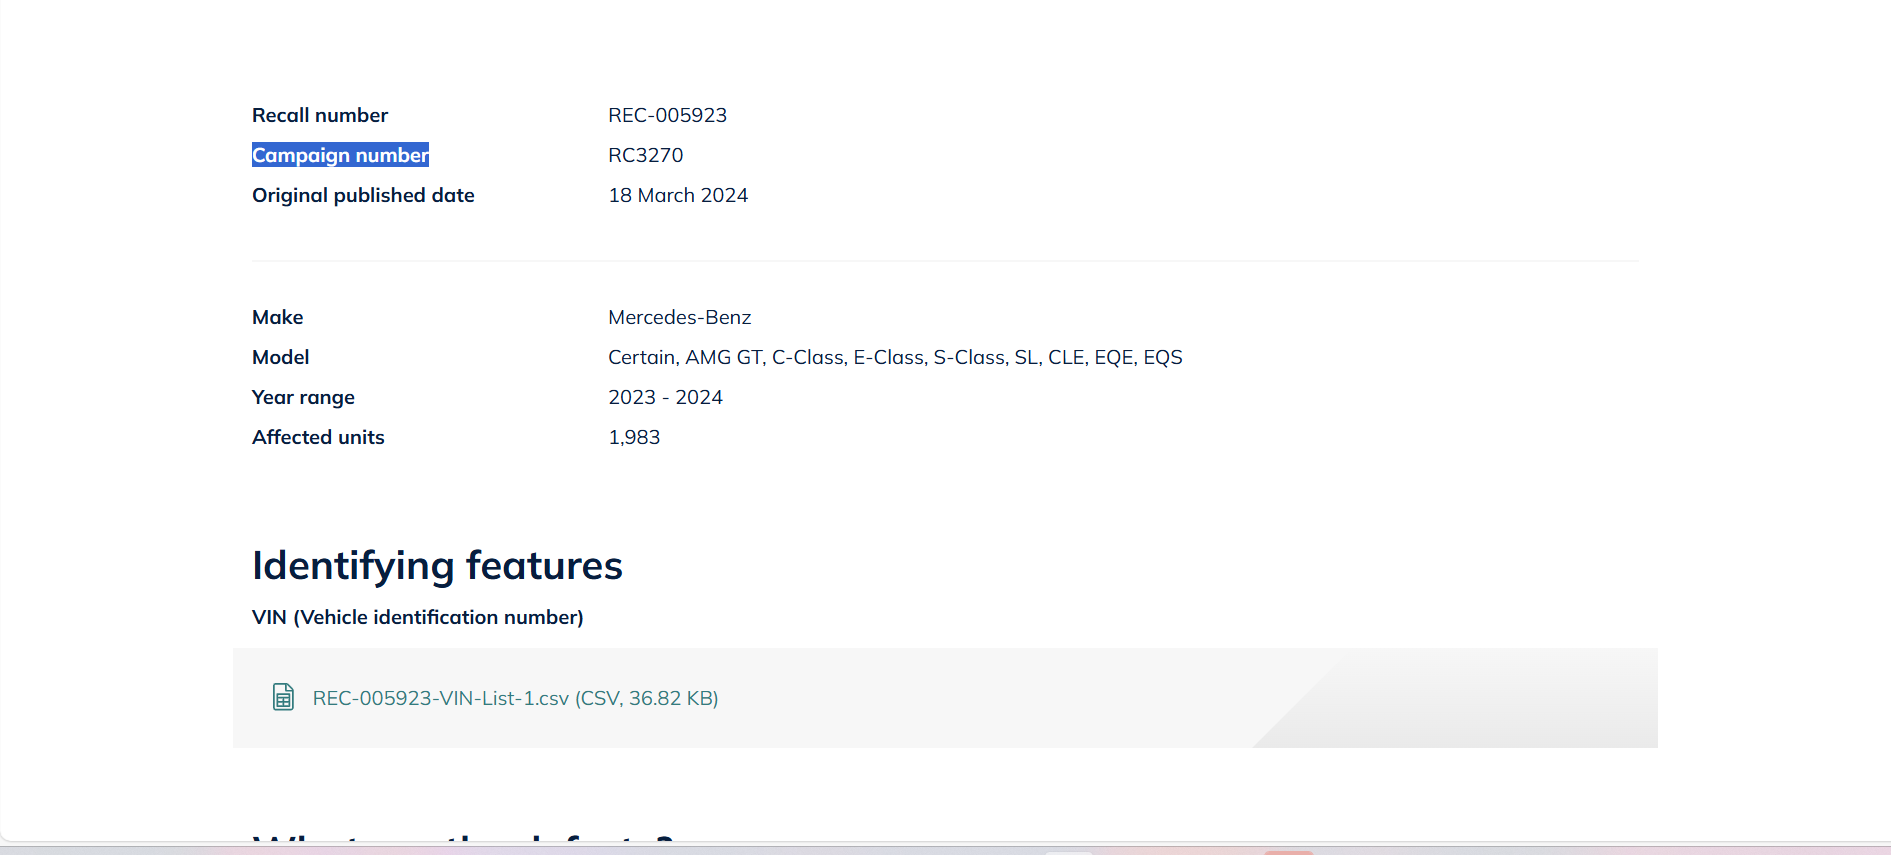 Recall number REC-005923
Campaign number RC3270
Original published date 18 March 2024
Make Mercedes-Benz
Model Certain, AMG GT, C-Class, E-Class, S-Class, SL, CLE, EQE, EQS
Year range 2023 - 2024
Affected units 1,983
Identifying features
VIN (Vehicle identification number)
REC-005923-VIN-List-1.csv (CSV, 36.82 KB)